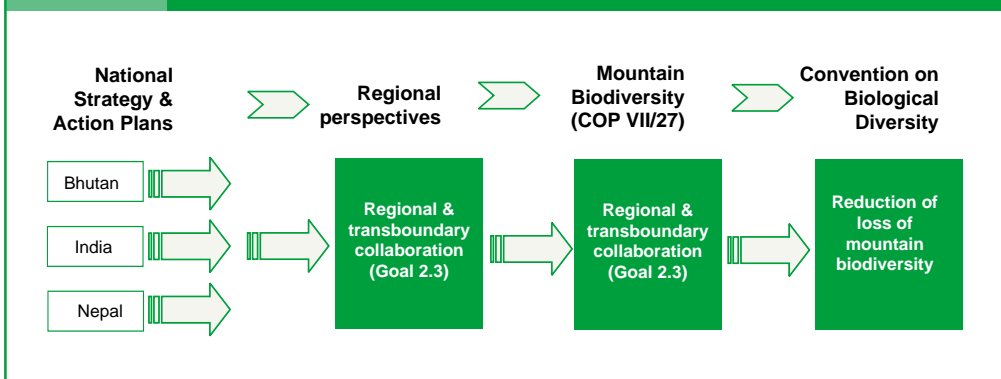 National
Strategy &
Action Plans
Regional
perspectives
Mountain
Biodiversity
(COP VII/27)
Convention on
Biological
Diversity
Bhutan
India
Nepal
Regional &
transboundary
collaboration
(Goal 2.3)
Regional &
transboundary
collaboration
(Goal 2.3)
Reduction of
loss of
mountain
biodiversity